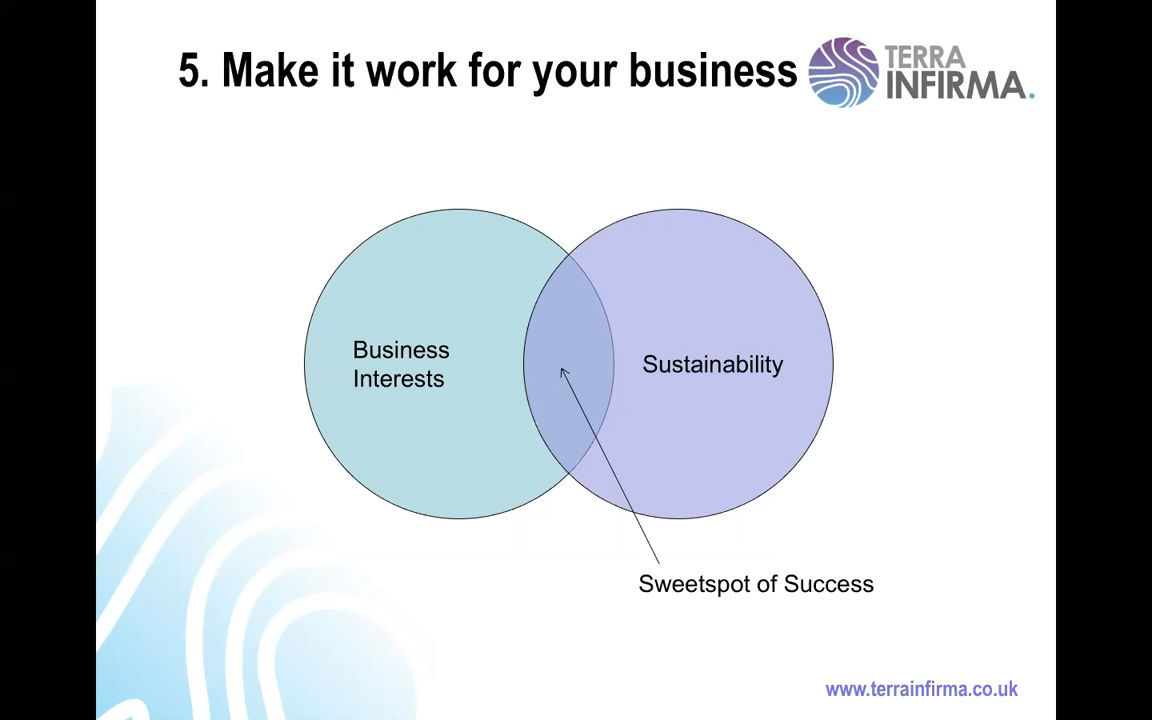 5. Make it work for your business
TERRA
INFIRMA.
Business
Interests
Sustainability
Sweetspot of Success
www.terrainfirma.co.uk